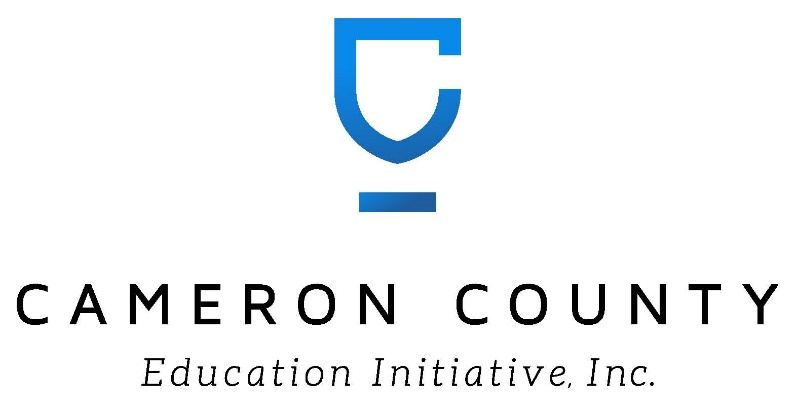 CAMERON COUNTY
Education Initiative, Inc.